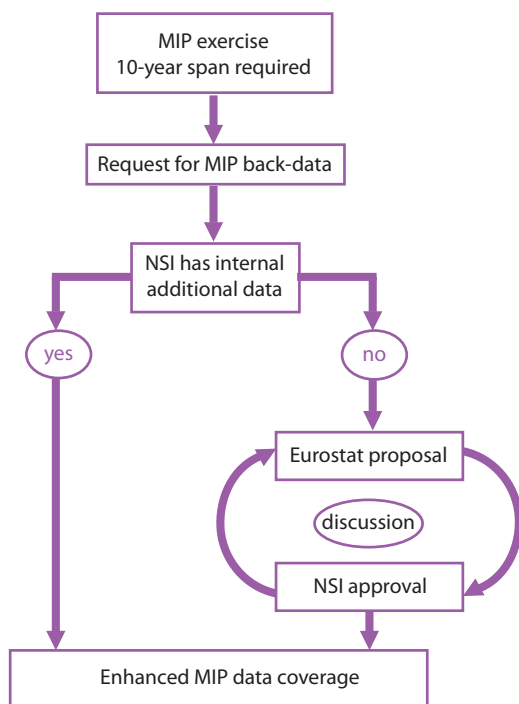 MIP exercise
10-year span required
Request for MIP back-data
NSI has internal
additional data
yes
no
Eurostat proposal
discussion
NSI approval
Enhanced MIP data coverage